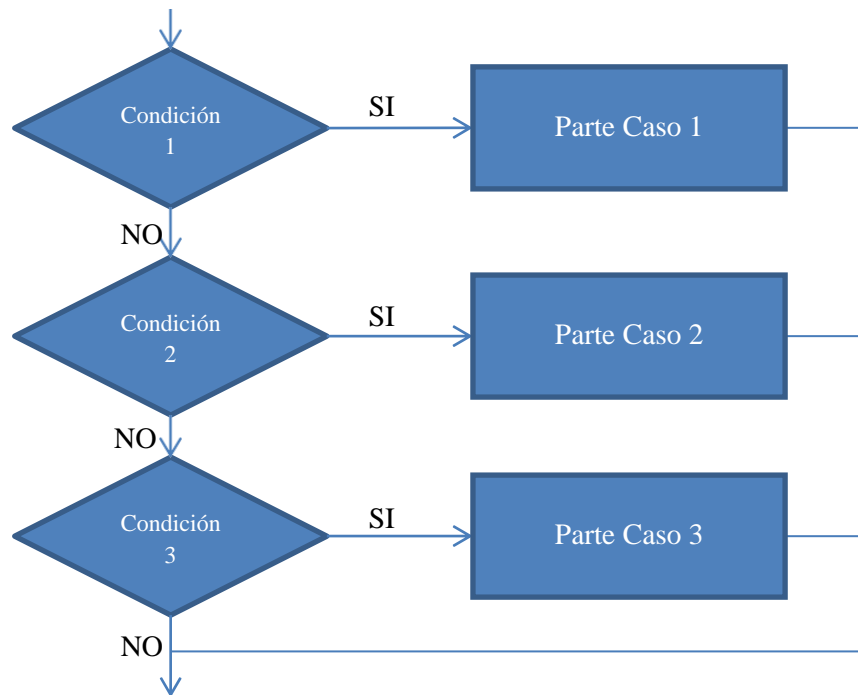 Condición
1
SI
Parte Caso 1
NO
Condición
2
SI
Parte Caso 2
NO
Condición
3
SI
Parte Caso 3
NO